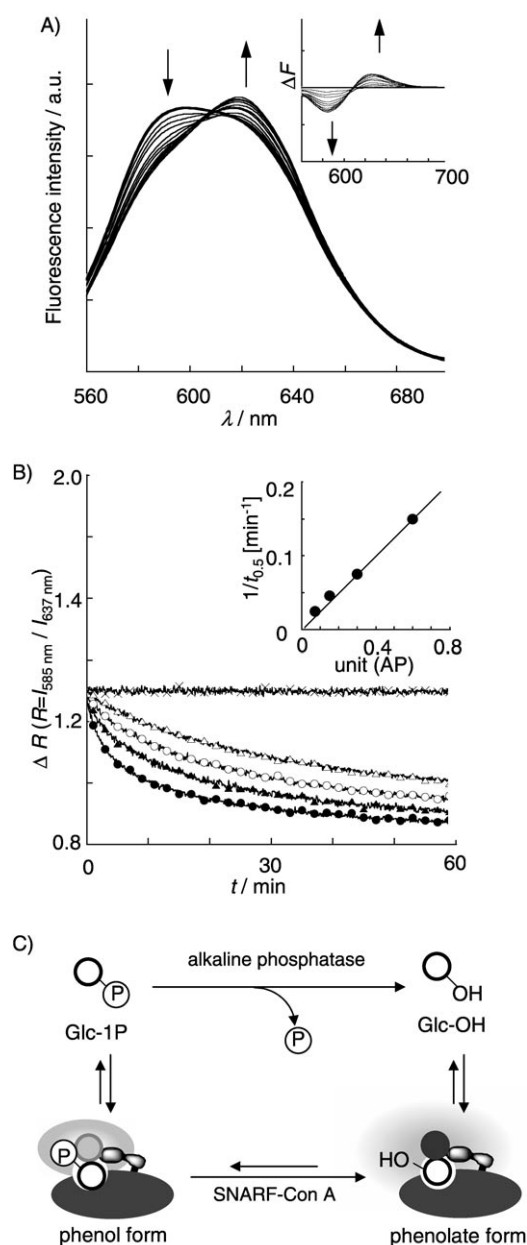 A)
Fluorescence intensity / a.u.
560
600
640
680
λ / nm
ΔF
600
700
B)
Δ R (R=I585 nm / I637 nm)
2.0
1.6
1.2
0.8
0
30
60
t / min
1/t0.5 [min-1]
0.2
0.1
0
0
0.4
0.8
unit (AP)
C)
alkaline phosphatase
P
Glc-1P
P
OH
Glc-OH
P
HO
SNARF-Con A
phenol form
phenolate form